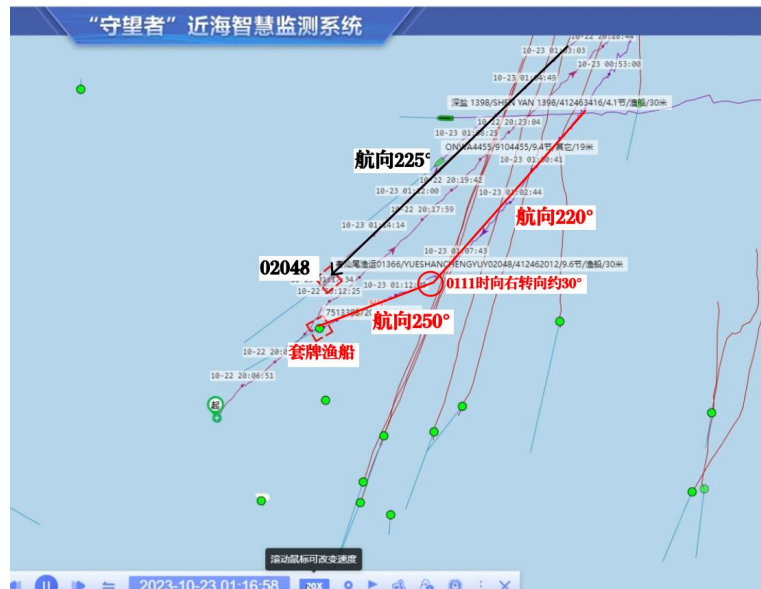 “守望者”近海智慧监测系统
10-22 20:28:44
10-23 01:03:03
10-23 00:53:00
10-23 01:04:49
深盐 1398/SHEN YAN 1398/412463416/4.1节/渔船/30米
10-22 20:23:04
10-23 01:08:25
ONWA4455/9104455/9.4节/其它/19米
10-23 01:00:41
航向225°
10-22 20:19:42
10-23 01:12:00
10-23 01:02:44
10-22 20:17:59
航向220°
10-23 01:14:14
10-23 01:07:43
02048
汕尾渔运01366/YUESHANCHENGYUY02048/412462012/9.6节/渔船/30米
10-22 20:12:25
10-23 01:12:
0111时向右转向约30°
航向250°
套牌渔船
10-22 20:06:51
起
滚动鼠标可改变速度
2023-10-23 01:16:58
20X